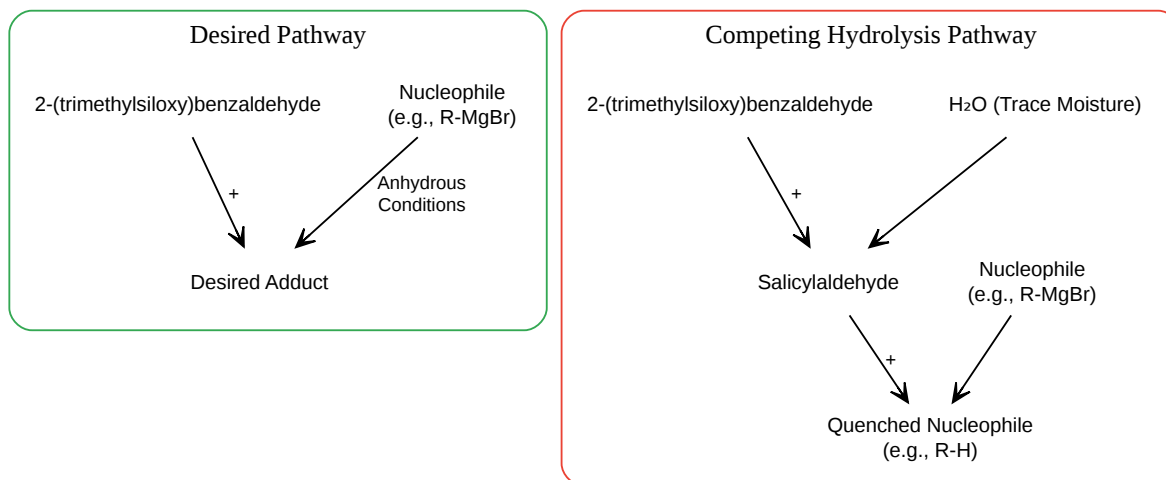 Desired Pathway
2-(trimethylsiloxy)benzaldehyde
Nucleophile
(e.g., R-MgBr)
+
Anhydrous
Conditions
Desired Adduct
Competing Hydrolysis Pathway
2-(trimethylsiloxy)benzaldehyde
H₂O (Trace Moisture)
+
Salicylaldehyde
Nucleophile
(e.g., R-MgBr)
+
Quenched Nucleophile
(e.g., R-H)